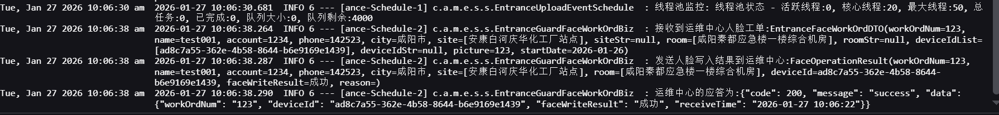 Tue, Jan 27 2026 10:06:30 am 2026-01-27 10:06:30.681 INFO 6 --- [ance-Schedule-1] c.a.m.e.s.s.EntranceUploadEventSchedule : 线程池监控: 线程池状态 - 活跃线程:0, 核心线程:20, 最大线程:50, 总
任务:0, 已完成:0, 队列大小:0, 队列剩余:4000
Tue, Jan 27 2026 10:06:38 am 2026-01-27 10:06:38.264 INFO 6 --- [ance-Schedule-2] c.a.m.e.s.s.EntranceGuardFaceWorkOrdBiz : 接收到运维中心人脸工单:EntranceFaceWorkOrdDTO(workOrdNum=123,
name=test001, account=1234, phone=142523, city=咸阳市, site=[安康白河庆华化工厂站点], siteStr=null, room=[咸阳秦都应急楼一楼综合机房], roomStr=null, deviceIdList=
[ad8c7a55-362e-4b58-8644-b6e9169e1439], deviceIdStr=null, picture=123, startDate=2026-01-26)
Tue, Jan 27 2026 10:06:38 am 2026-01-27 10:06:38.287 INFO 6 --- [ance-Schedule-2] c.a.m.e.s.s.EntranceGuardFaceWorkOrdBiz : 发送人脸写入结果到运维中心:FaceOperationResult(workOrdNum=123,
name=test001, account=1234, phone=142523, city=咸阳市, site=[安康白河庆华化工厂站点], room=[咸阳秦都应急楼一楼综合机房], deviceId=ad8c7a55-362e-4b58-8644-
b6e9169e1439, faceWriteResult=成功, reason=)
Tue, Jan 27 2026 10:06:38 am 2026-01-27 10:06:38.290 INFO 6 --- [ance-Schedule-2] c.a.m.e.s.s.EntranceGuardFaceWorkOrdBiz : 运维中心的应答为:{"code": 200, "message": "success", "data":
{"workOrdNum": "123", "deviceId": "ad8c7a55-362e-4b58-8644-b6e9169e1439", "faceWriteResult": "成功", "receiveTime": "2026-01-27 10:06:22"}}